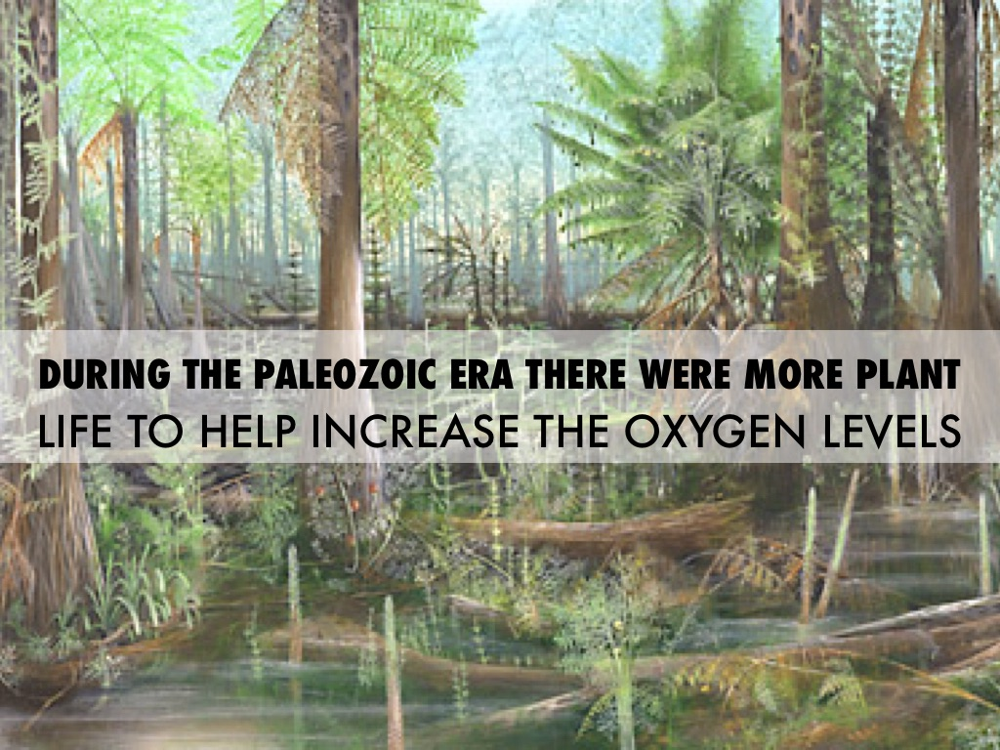 DURING THE PALEOZOIC ERA THERE WERE MORE PLANT
LIFE TO HELP INCREASE THE OXYGEN LEVELS